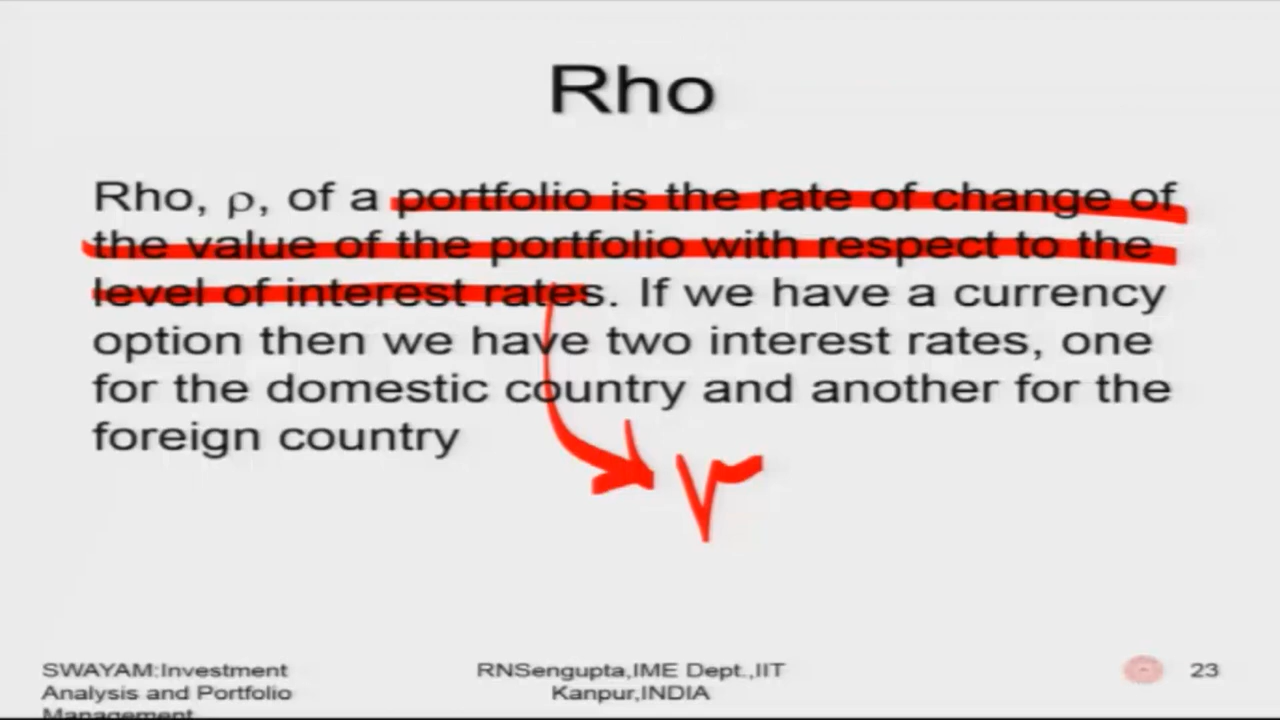 Rho
Rho, ρ, of a portfolio is the rate of change of
the value of the portfolio with respect to the
level of interest rates. If we have a currency
option then we have two interest rates, one
for the domestic country and another for the
foreign country
r
SWAYAM:Investment
Analysis and Portfolio
Management
RNSengupta,IME Dept.,IIT
Kanpur,INDIA
23